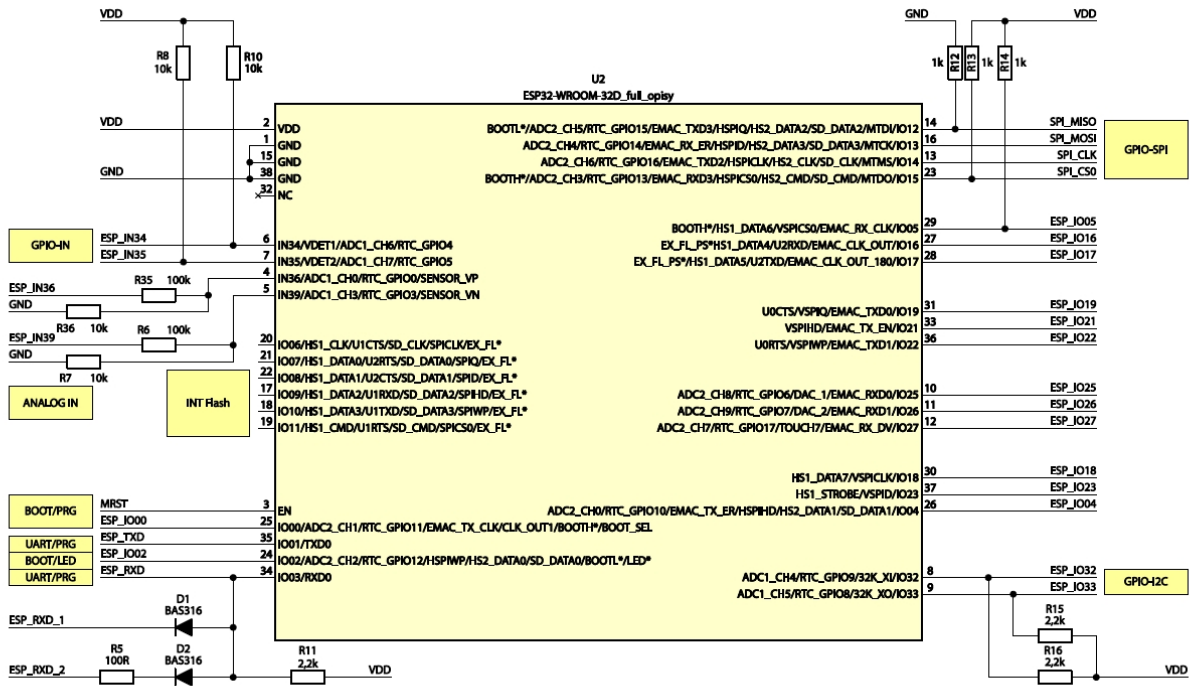 VDD
GND
VDD
R8
10k
R10
10k
1k
R12
R13
1k
R14
1k
U2
ESP32-WROOM-32D_full_opisy
VDD
2
VDD
BOOTL*/ADC2_CH5/RTC_GPIO15/EMAC_TXD3/HSPIQ/HS2_DATA2/SD_DATA2/MTDI/IO12
14
SPI_MISO
1
GND
ADC2_CH4/RTC_GPIO14/EMAC_RX_ER/HSPID/HS2_DATA3/SD_DATA3/MTCK/IO13
16
SPI_MOSI
GPIO-SPI
15
GND
ADC2_CH6/RTC_GPIO16/EMAC_TXD2/HSPICLK/HS2_CLK/SD_CLK/MTMS/IO14
13
SPI_CLK
GND
38
GND
BOOTH*/ADC2_CH3/RTC_GPIO13/EMAC_RXD3/HSPICS0/HS2_CMD/SD_CMD/MTDO/IO15
23
SPI_CS0
32
NC
BOOTH*/HS1_DATA6/VSPICS0/EMAC_RX_CLK/IO05
29
ESP_IO05
GPIO-IN
ESP_IN34
6
IN34/VDET1/ADC1_CH6/RTC_GPIO4
EX_FL_PS*HS1_DATA4/U2RXD/EMAC_CLK_OUT/IO16
27
ESP_IO16
ESP_IN35
7
IN35/VDET2/ADC1_CH7/RTC_GPIO5
EX_FL_PS*/HS1_DATA5/U2TXD/EMAC_CLK_OUT_180/IO17
28
ESP_IO17
4
IN36/ADC1_CH0/RTC_GPIO0/SENSOR_VP
ESP_IN36
R35
100k
5
IN39/ADC1_CH3/RTC_GPIO3/SENSOR_VN
GND
R36
10k
U0CTS/VSPIQ/EMAC_TXD0/IO19
31
ESP_IO19
VSPIHD/EMAC_TX_EN/IO21
33
ESP_IO21
ESP_IN39
R6
100k
20
IO06/HS1_CLK/U1CTS/SD_CLK/SPICLK/EX_FL*
U0RTS/VSPIWP/EMAC_TXD1/IO22
36
ESP_IO22
GND
R7
10k
21
IO07/HS1_DATA0/U2RTS/SD_DATA0/SPIQ/EX_FL*
22
IO08/HS1_DATA1/U2CTS/SD_DATA1/SPID/EX_FL*
ANALOG IN
INT Flash
17
IO09/HS1_DATA2/U1RXD/SD_DATA2/SPIHD/EX_FL*
ADC2_CH8/RTC_GPIO6/DAC_1/EMAC_RXD0/IO25
10
ESP_IO25
18
IO10/HS1_DATA3/U1TXD/SD_DATA3/SPIWP/EX_FL*
ADC2_CH9/RTC_GPIO7/DAC_2/EMAC_RXD1/IO26
11
ESP_IO26
19
IO11/HS1_CMD/U1RTS/SD_CMD/SPICS0/EX_FL*
ADC2_CH7/RTC_GPIO17/TOUCH7/EMAC_RX_DV/IO27
12
ESP_IO27
HS1_DATA7/VSPICLK/IO18
30
ESP_IO18
HS1_STROBE/VSPID/IO23
37
ESP_IO23
BOOT/PRG
MRST
3
EN
ADC2_CH0/RTC_GPIO10/EMAC_TX_ER/HSPIHD/HS2_DATA1/SD_DATA1/IO04
26
ESP_IO04
ESP_IO00
25
IO00/ADC2_CH1/RTC_GPIO11/EMAC_TX_CLK/CLK_OUT1/BOOTH*/BOOT_SEL
UART/PRG
ESP_TXD
35
IO01/TXD0
BOOT/LED
ESP_IO02
24
IO02/ADC2_CH2/RTC_GPIO12/HSPIWP/HS2_DATA0/SD_DATA0/BOOTL*/LED*
UART/PRG
ESP_RXD
34
IO03/RXD0
ADC1_CH4/RTC_GPIO9/32K_XI/IO32
8
ESP_IO32
GPIO-I2C
ADC1_CH5/RTC_GPIO8/32K_XO/IO33
9
ESP_IO33
D1
BAS316
ESP_RXD_1
R15
2,2k
D2
BAS316
ESP_RXD_2
R5
100R
R11
2,2k
VDD
R16
2,2k
VDD